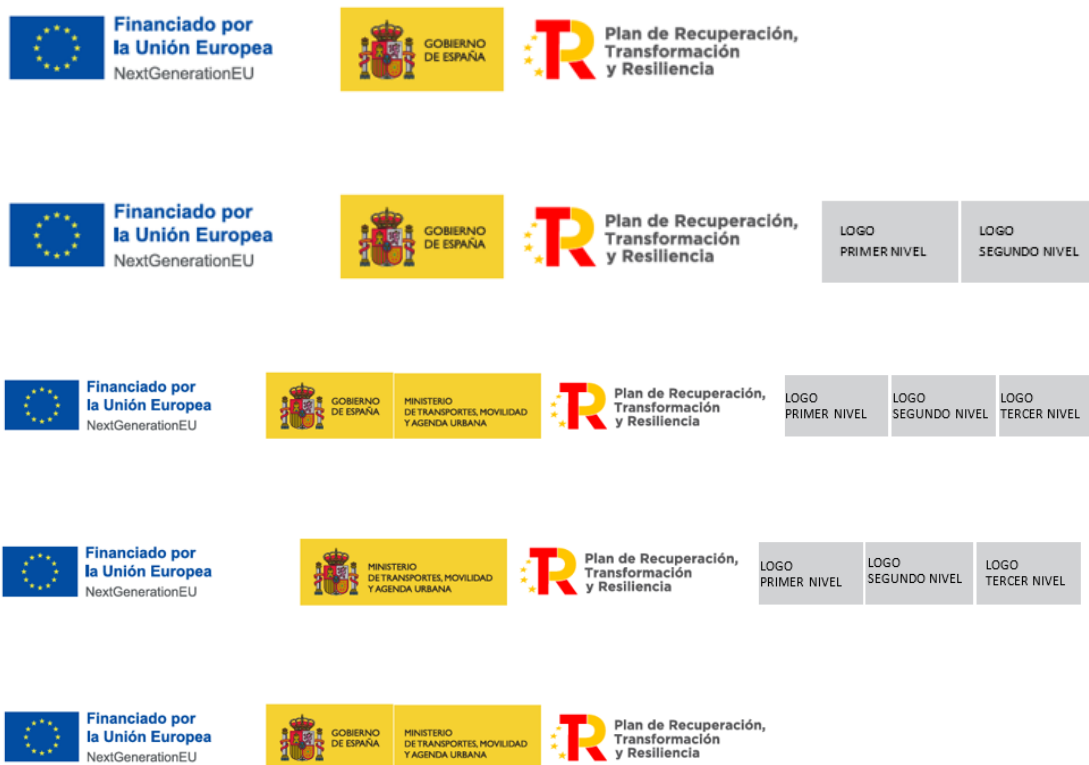 Financiado por
la Unión Europea
NextGenerationEU
GOBIERNO
DE ESPAÑA
Plan de Recuperación,
Transformación
y Resiliencia
Financiado por
la Unión Europea
NextGenerationEU
GOBIERNO
DE ESPAÑA
Plan de Recuperación,
Transformación
y Resiliencia
LOGO
PRIMER NIVEL
LOGO
SEGUNDO NIVEL
Financiado por
la Unión Europea
NextGenerationEU
GOBIERNO
DE ESPAÑA
MINISTERIO
DE TRANSPORTES, MOVILIDAD
Y AGENDA URBANA
Plan de Recuperación,
Transformación
y Resiliencia
LOGO
PRIMER NIVEL
LOGO
SEGUNDO NIVEL
LOGO
TERCER NIVEL
Financiado por
la Unión Europea
NextGenerationEU
MINISTERIO
DE TRANSPORTES, MOVILIDAD
Y AGENDA URBANA
Plan de Recuperación,
Transformación
y Resiliencia
LOGO
PRIMER NIVEL
LOGO
SEGUNDO NIVEL
LOGO
TERCER NIVEL
Financiado por
la Unión Europea
NextGenerationEU
GOBIERNO
DE ESPAÑA
MINISTERIO
DE TRANSPORTES, MOVILIDAD
Y AGENDA URBANA
Plan de Recuperación,
Transformación
y Resiliencia